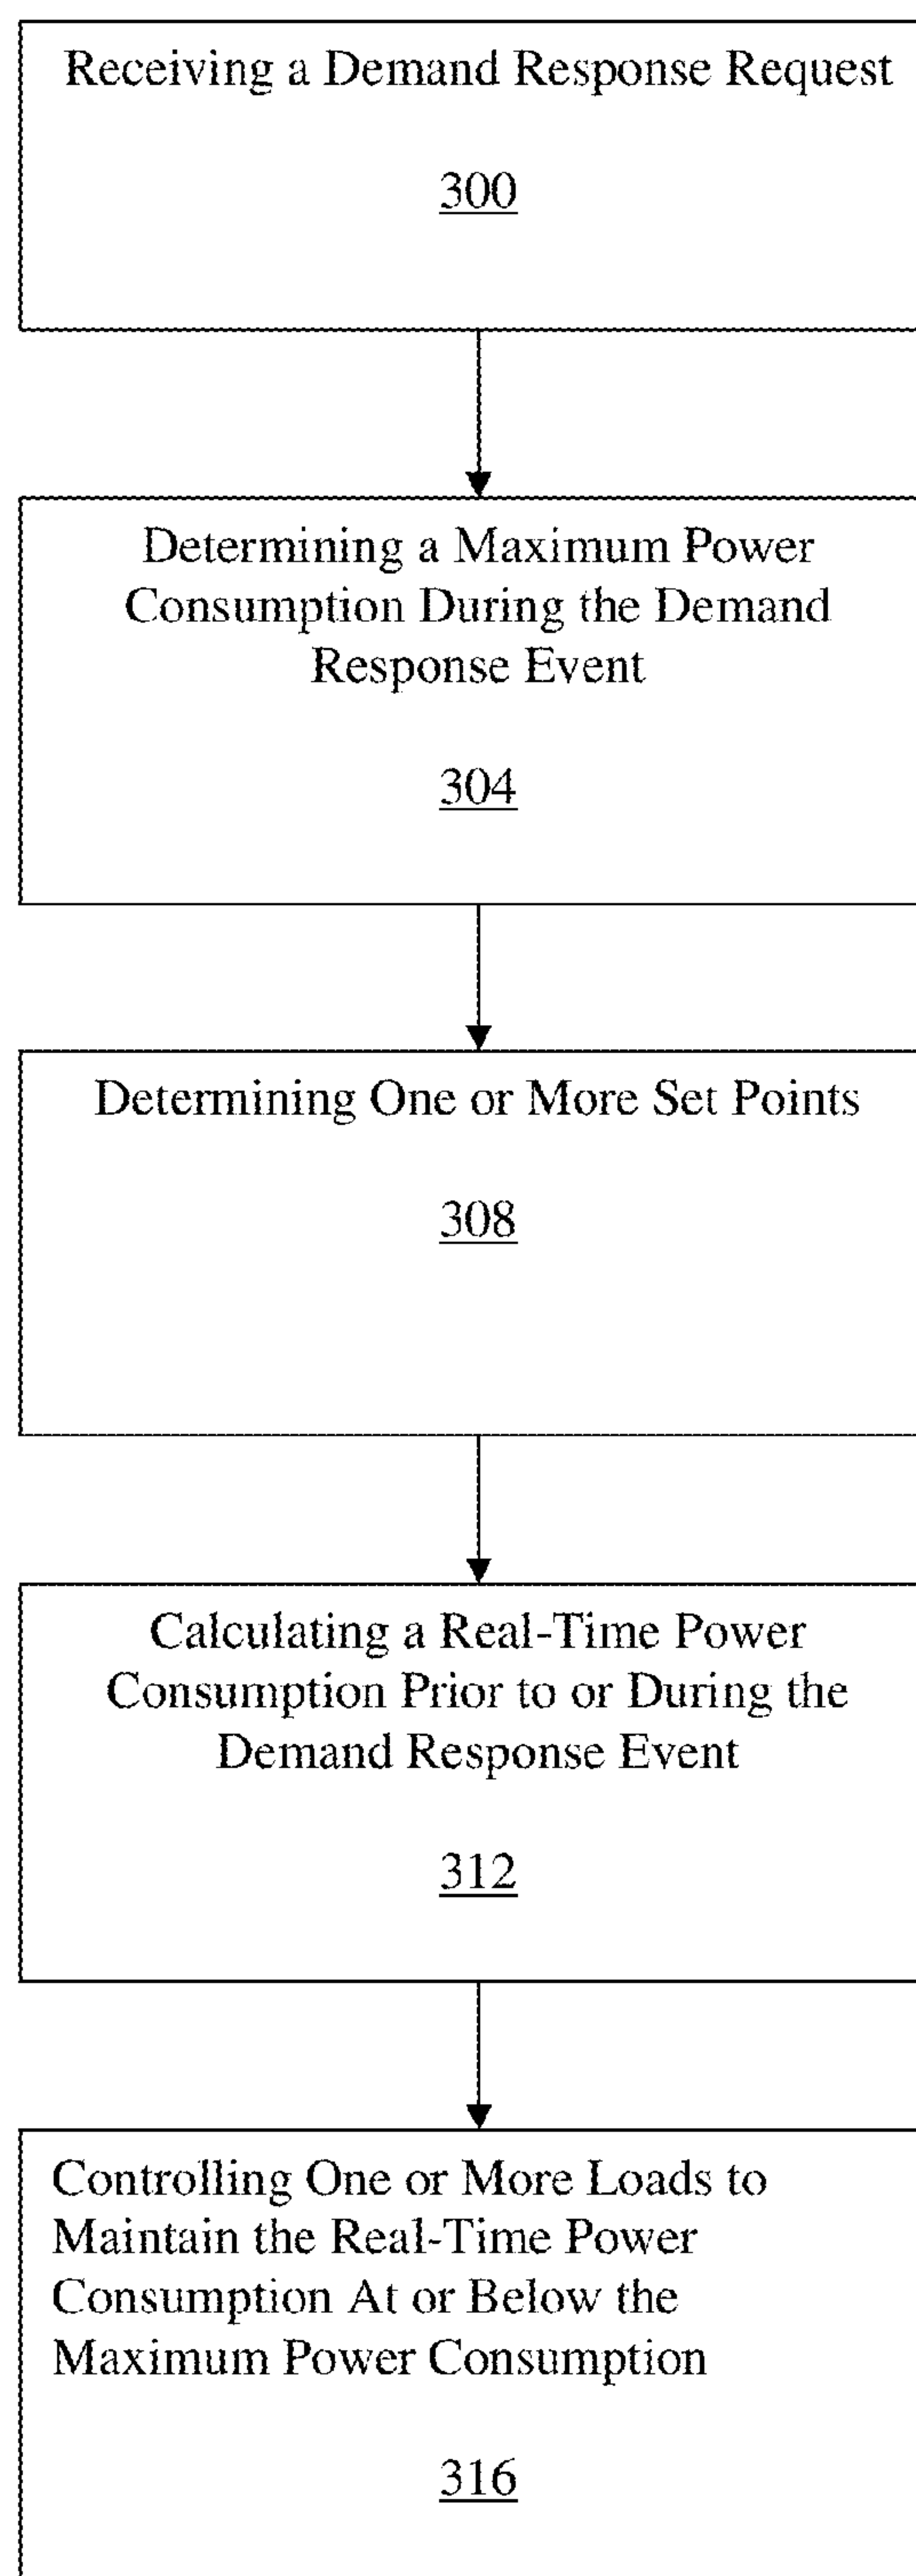 Receiving a Demand Response Request
300
Determining a Maximum Power
Consumption During the Demand
Response Event
304
Determining One or More Set Points
308
Calculating a Real-Time Power
Consumption Prior to or During the
Demand Response Event
312
Controlling One or More Loads to
Maintain the Real-Time Power
Consumption At or Below the
Maximum Power Consumption
316